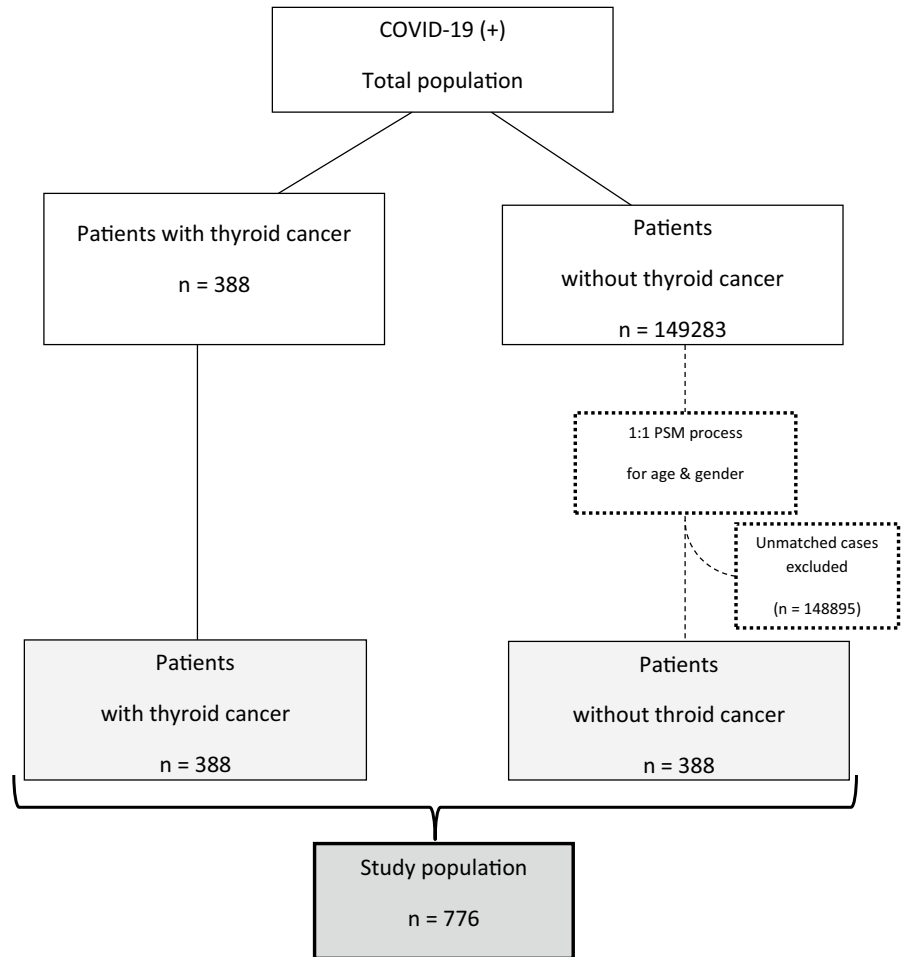 COVID-19 (+)
Total population
Patients with thyroid cancer
n = 388
Patients
without thyroid cancer
n = 149283
1:1 PSM process
for age & gender
Unmatched cases
excluded
(n = 148895)
Patients
with thyroid cancer
n = 388
Patients
without throid cancer
n = 388
Study population
n = 776